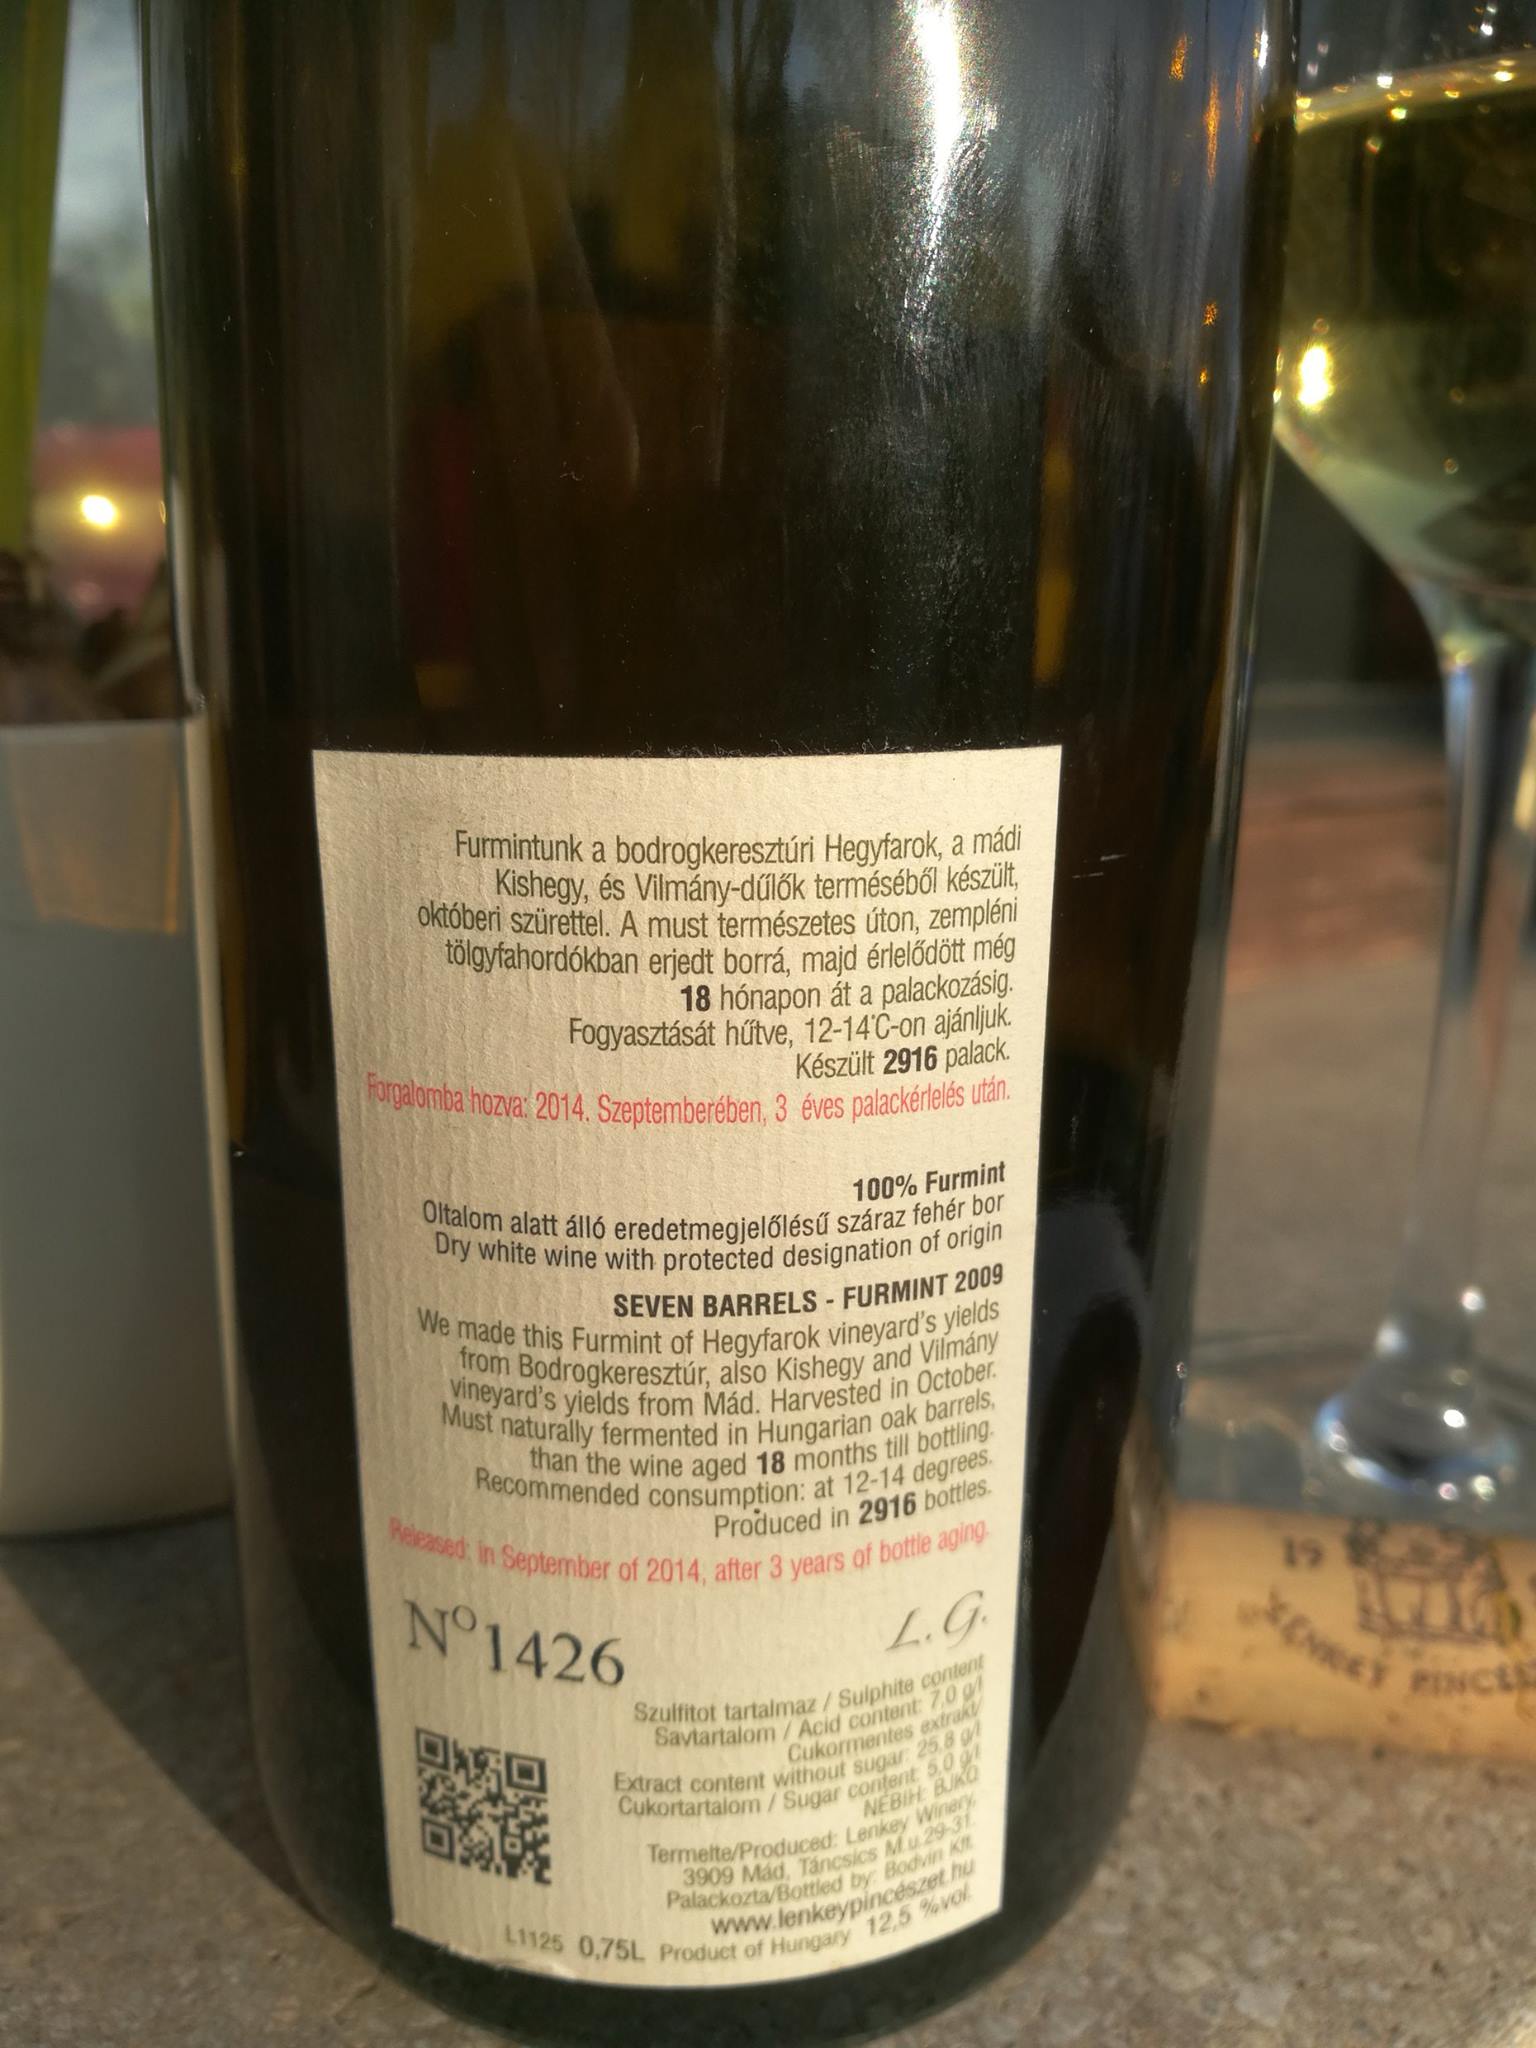 Furmintunk a bodrogkeresztúri Hegyfarok, a mádi
Kishegy, és Vilmány-dűlők terméséből készült,
októberi szürettel. A must természetes úton, zempléni
tölgyfahordókban erjedt borrá, majd érlelődött még
18 hónapon át a palackozásig.
Fogyasztását hűtve, 12-14°C-on ajánljuk.
Készült 2916 palack.
Forgalomba hozva: 2014. Szeptemberében, 3 éves palackérlelés után.
100% Furmint
Oltalom alatt álló eredetmegjelőlésű száraz fehér bor
Dry white wine with protected designation of origin
SEVEN BARRELS - FURMINT 2009
We made this Furmint of Hegyfarok vineyard's yields
from Bodrogkeresztúr, also Kishegy and Vilmány
vineyard's yields from Mád. Harvested in October.
Must naturally fermented in Hungarian oak barrels,
than the wine aged 18 months till bottling.
Recommended consumption: at 12-14 degrees.
Produced in 2916 bottles.
Released: in September of 2014, after 3 years of bottle aging.
Nº1426
L.G.
Szulfitot tartalmaz / Sulphite content
Savtartalom / Acid content: 7,0 g/l
Cukormentes extrakt/
Extract content without sugar: 25,8 g/l
Cukortartalom / Sugar content: 5,0 g/l
NÉBIH: BJKO
Termelte/Produced: Lenkey Winery,
3909 Mád, Táncsics M.u.29-31.
Palackozta/Bottled by: Bodvin Kft.
www.lenkeypincészet.hu
L1125 0,75L Product of Hungary 12,5 %vol.
19